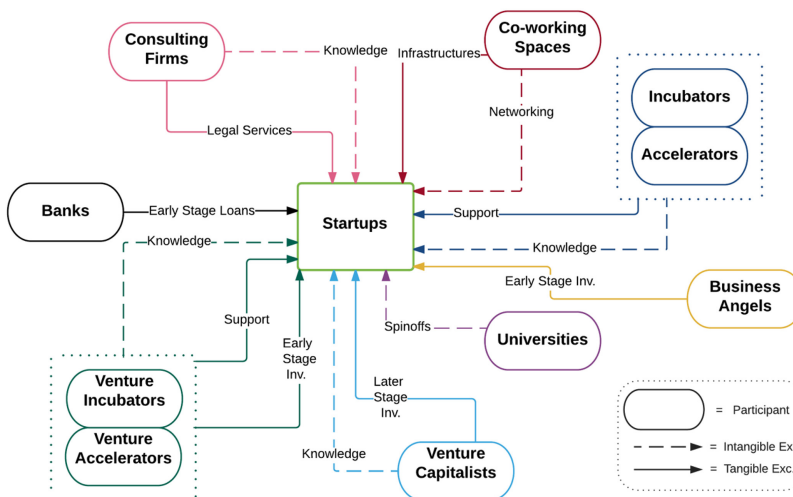 Consulting
Firms
Knowledge
Infrastructures
Co-working
Spaces
Networking
Legal Services
Incubators
Accelerators
Banks
Early Stage Loans
Startups
Support
Knowledge
Knowledge
Early Stage Inv.
Business
Angels
Support
Early
Stage
Inv.
Spinoffs
Universities
Venture
Incubators
Venture
Accelerators
Later
Stage
Inv.
Knowledge
Venture
Capitalists
= Participant
= Intangible Ex
= Tangible Exc.